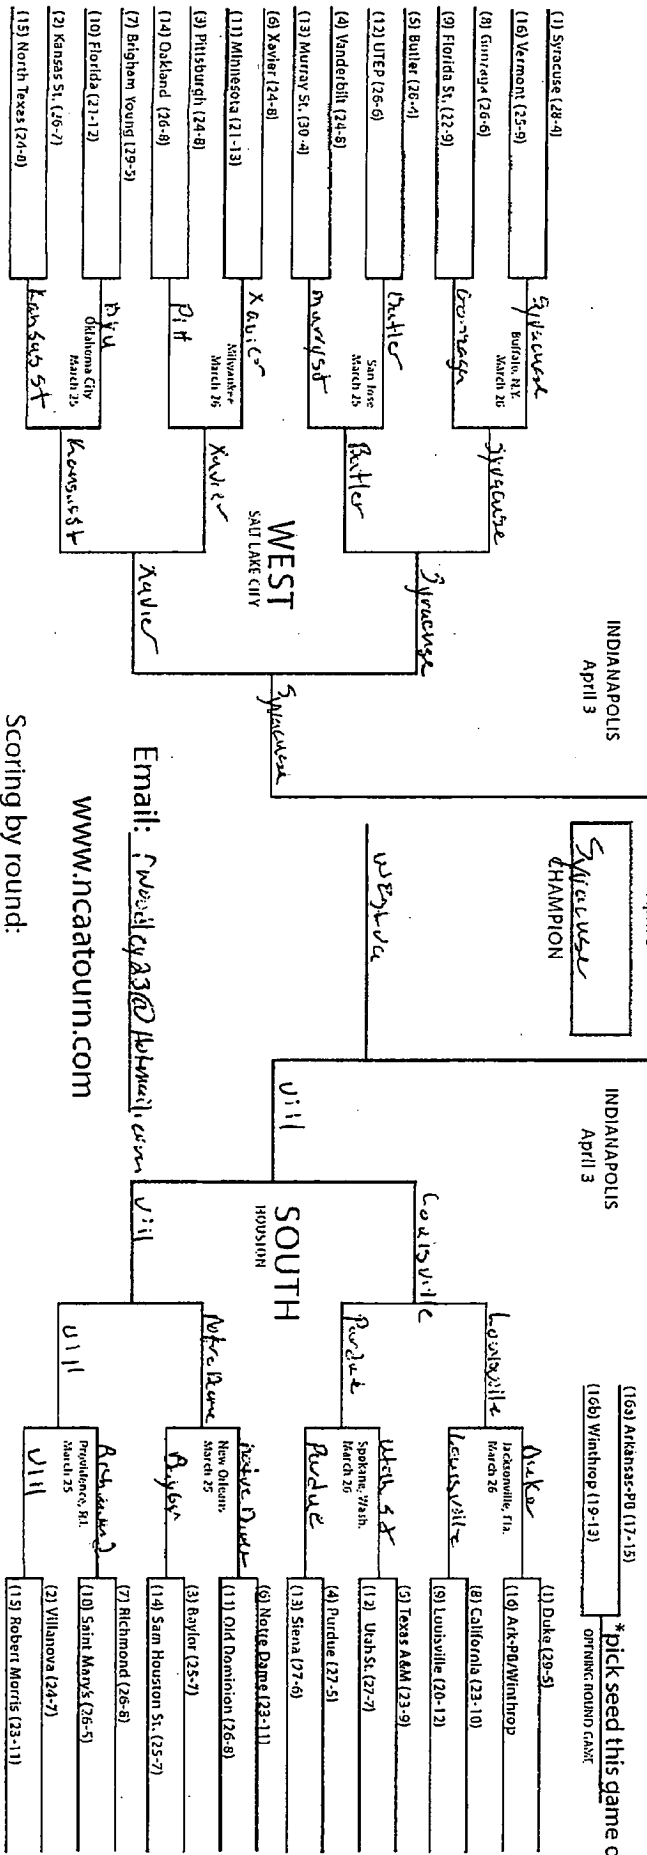 (1) Syracuse (28-4)
(16) Vermont (25-9)
(8) Gonzaga (26-6)
(9) Florida St. (22-9)
(5) Butler (28-4)
(12) UTEP (26-6)
(4) Vanderbilt (24-8)
(13) Murray St. (30-4)
(6) Xavier (24-8)
(11) Minnesota (21-13)
(3) Pittsburgh (24-8)
(14) Oakland (26-8)
(7) Brigham Young (29-5)
(10) Florida (21-12)
(2) Kansas St. (26-7)
(15) North Texas (24-8)
Syracuse
Buffalo, N.Y.
March 26
Gonzaga
Butler
San Jose
March 25
Murray St
Xavier
Milwaukee
March 26
Pitt
Byu
Oklahoma City
March 25
Kansas St
Syracuse
Butler
Xavier
Kansas St
WEST
SALT LAKE CITY
Syracuse
Xavier
Syracuse
INDIANAPOLIS
April 3
Syracuse
CHAMPION
West Va
Email:
www.ncaatourn.com
Scoring by round:
INDIANAPOLIS
April 3
Vill
SOUTH
HOUSTON
Louisville
Vill
Louisville
Purdue
Notre Dame
Vill
Duke
Jacksonville, Fla.
March 26
Louisville
Utah St
Spokane, Wash.
March 26
Purdue
Notre Dame
New Orleans
March 25
Baylor
Richmond
Providence, R.I.
March 25
Vill
(16a) Arkansas-PB (17-15)
(16b) Winthrop (19-13)
*pick seed this game
OPENING ROUND GAME
(1) Duke (29-5)
(16) Ark-PB/Winthrop
(8) California (23-10)
(9) Louisville (20-12)
(5) Texas A&M (23-9)
(12) Utah St. (27-7)
(4) Purdue (27-5)
(13) Siena (27-6)
(6) Notre Dame (23-11)
(11) Old Dominion (26-8)
(3) Baylor (25-7)
(14) Sam Houston St. (25-7)
(7) Richmond (26-8)
(10) Saint Mary's (26-5)
(2) Villanova (24-7)
(15) Robert Morris (23-11)